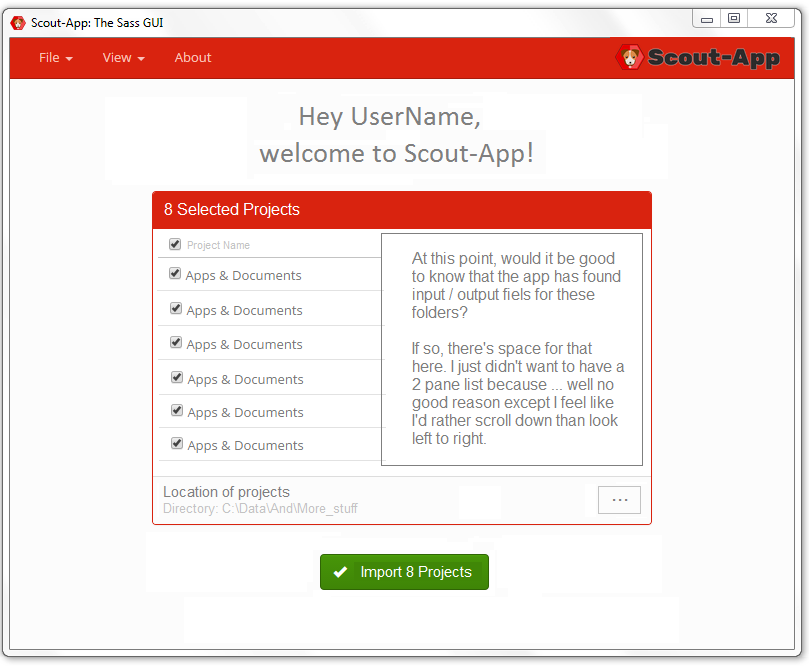 Scout-App: The Sass GUI
File View About
Scout-App
Hey UserName,
welcome to Scout-App!
8 Selected Projects
Project Name
Apps & Documents
Apps & Documents
Apps & Documents
Apps & Documents
Apps & Documents
Apps & Documents
At this point, would it be good
to know that the app has found
input / output fiels for these
folders?
If so, there's space for that
here. I just didn't want to have a
2 pane list because ... well no
good reason except I feel like
I'd rather scroll down than look
left to right.
Location of projects
Directory: C:\Data\And\More_stuff
...
Import 8 Projects